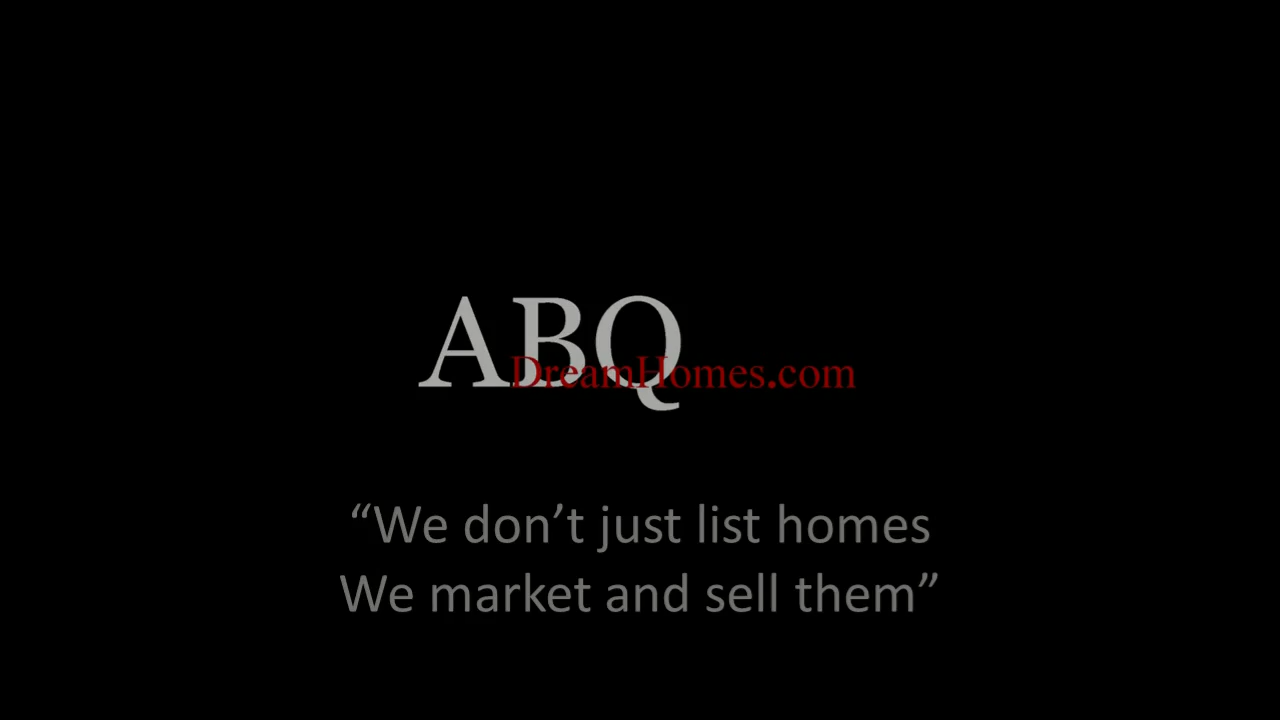 ABQ
DreamHomes.com
“We don’t just list homes
We market and sell them”